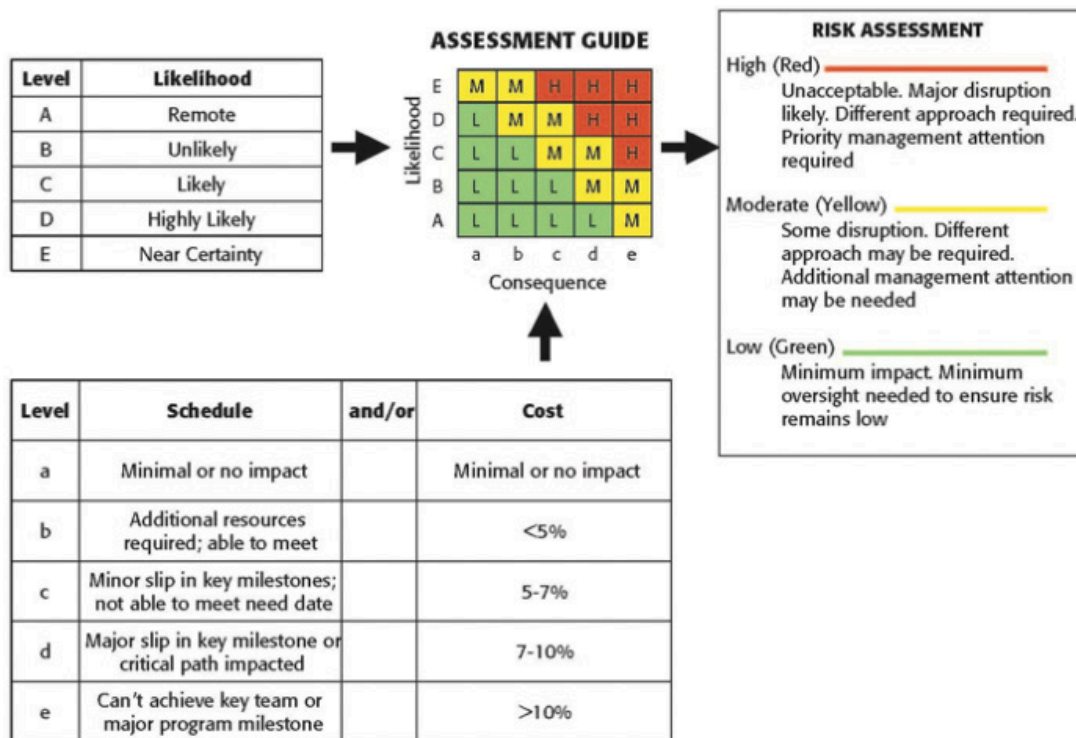 Level Likelihood
A Remote
B Unlikely
C Likely
D Highly Likely
E Near Certainty
ASSESSMENT GUIDE
Likelihood
E M M H H H
D L M M H H
C L L M M H
B L L L M M
A L L L L M
a b c d e
Consequence
RISK ASSESSMENT
High (Red)
Unacceptable. Major disruption
likely. Different approach required.
Priority management attention
required
Moderate (Yellow)
Some disruption. Different
approach may be required.
Additional management attention
may be needed
Low (Green)
Minimum impact. Minimum
oversight needed to ensure risk
remains low
Level Schedule and/or Cost
a Minimal or no impact Minimal or no impact
b Additional resources
required; able to meet <5%
c Minor slip in key milestones;
not able to meet need date 5-7%
d Major slip in key milestone or
critical path impacted 7-10%
e Can't achieve key team or
major program milestone >10%